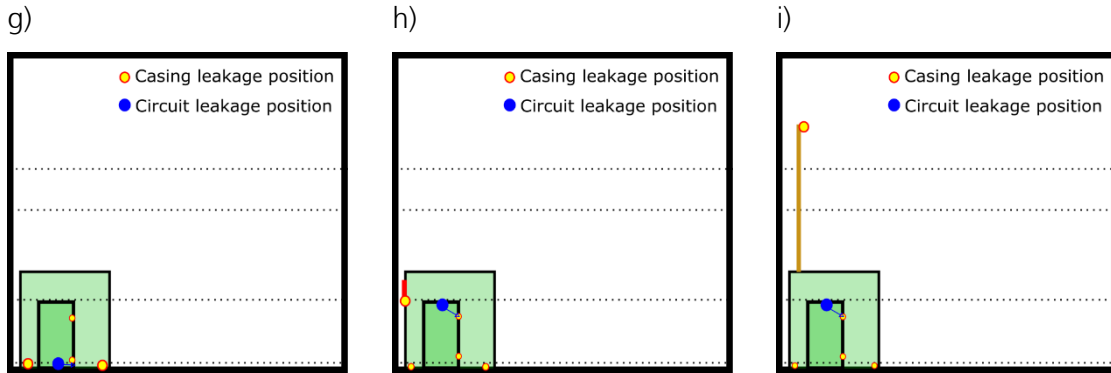 g)
h)
i)
Casing leakage position
Circuit leakage position
Casing leakage position
Circuit leakage position
Casing leakage position
Circuit leakage position